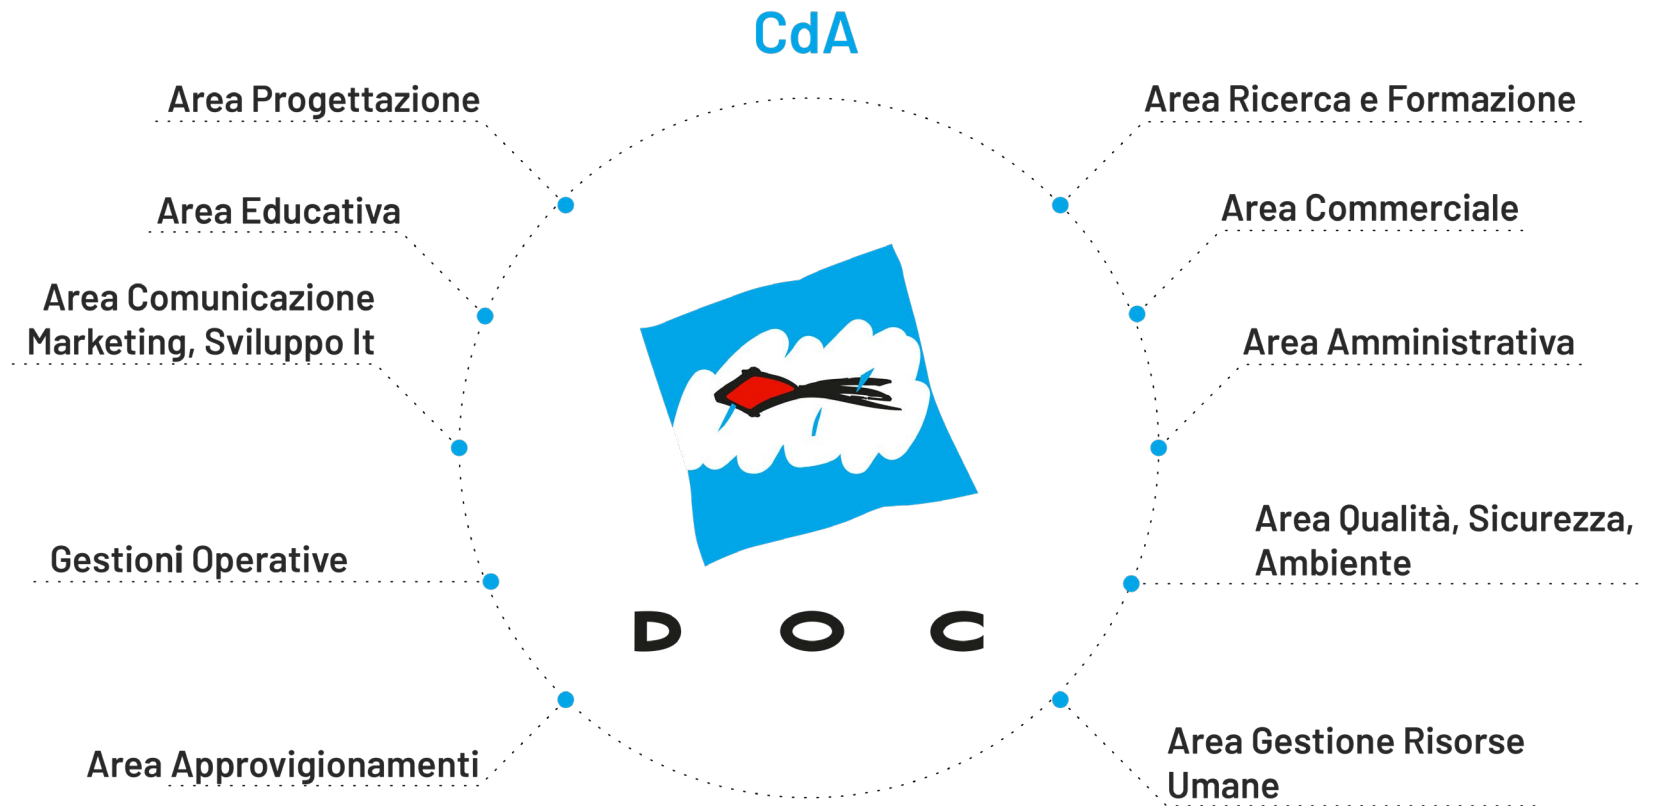 CdA
Area Progettazione
Area Educativa
Area Comunicazione
Marketing, Sviluppo It
Gestioni Operative
Area Approvigionamenti
Area Ricerca e Formazione
Area Commerciale
Area Amministrativa
Area Qualità, Sicurezza,
Ambiente
Area Gestione Risorse
Umane
DOC